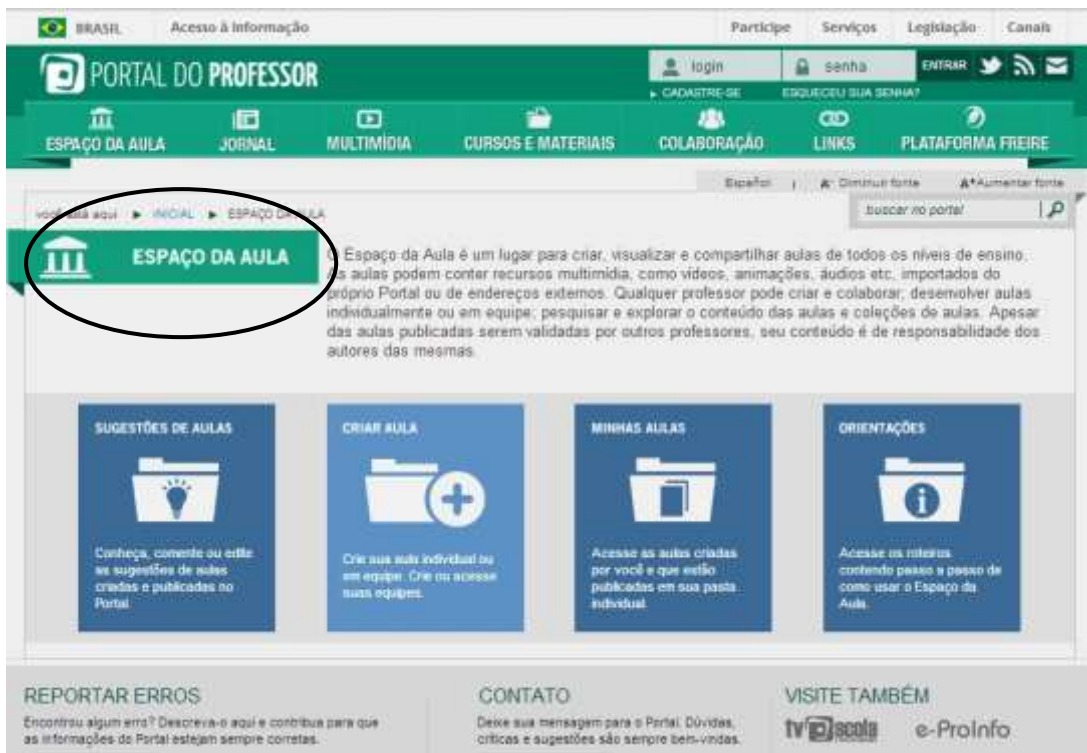 BRASIL Acesso à informação Participe Serviços Legislação Canais
PORTAL DO PROFESSOR
login senha ENTRAR
CADASTRE-SE ESQUECEU SUA SENHA?
ESPAÇO DA AULA JORNAL MULTIMÍDIA CURSOS E MATERIAIS COLABORAÇÃO LINKS PLATAFORMA FREIRE
Español | A- Diminuir fonte A+ Aumentar fonte
você está aqui INICIAL ESPAÇO DA AULA
buscar no portal
ESPAÇO DA AULA
O Espaço da Aula é um lugar para criar, visualizar e compartilhar aulas de todos os níveis de ensino.
As aulas podem conter recursos multimídia, como vídeos, animações, áudios etc, importados do
próprio Portal ou de endereços externos. Qualquer professor pode criar e colaborar, desenvolver aulas
individualmente ou em equipe; pesquisar e explorar o conteúdo das aulas e coleções de aulas. Apesar
das aulas publicadas serem validadas por outros professores, seu conteúdo é de responsabilidade dos
autores das mesmas.
SUGESTÕES DE AULAS
Conheça, comente ou edite
as sugestões de aulas
criadas e publicadas no
Portal.
CRIAR AULA
Crie sua aula individual ou
em equipe. Crie ou acesse
suas equipes.
MINHAS AULAS
Acesse as aulas criadas
por você e que estão
publicadas em sua pasta
individual.
ORIENTAÇÕES
Acesse os roteiros
contendo passo a passo de
como usar o Espaço da
Aula.
REPORTAR ERROS
Encontrou algum erro? Descreva-o aqui e contribua para que
as informações do Portal estejam sempre corretas.
CONTATO
Deixe sua mensagem para o Portal. Dúvidas,
críticas e sugestões são sempre bem-vindas.
VISITE TAMBÉM
tv escola e-ProInfo